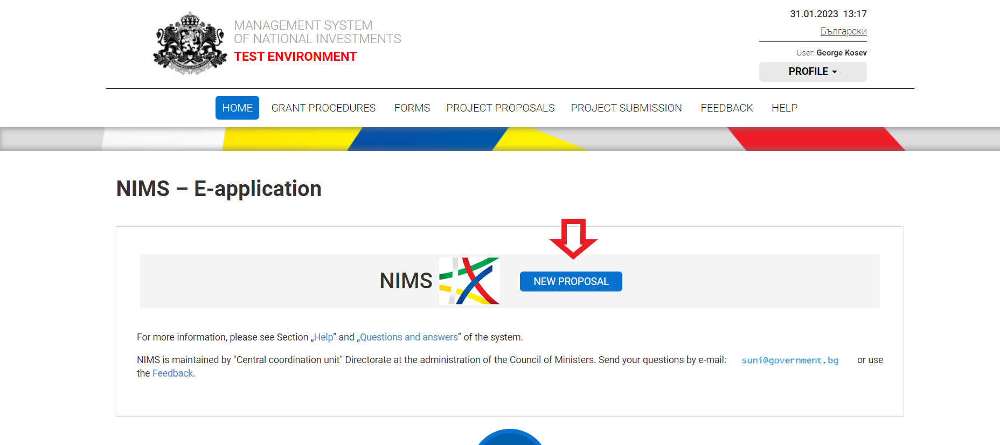 MANAGEMENT SYSTEM
OF NATIONAL INVESTMENTS
TEST ENVIRONMENT
31.01.2023 13:17
Български
User: George Kosev
PROFILE
HOME GRANT PROCEDURES FORMS PROJECT PROPOSALS PROJECT SUBMISSION FEEDBACK HELP
NIMS – E-application
NIMS NEW PROPOSAL
For more information, please see Section „Help” and „Questions and answers” of the system.
NIMS is maintained by "Central coordination unit" Directorate at the administration of the Council of Ministers. Send your questions by e-mail: suni@government.bg or use
the Feedback.